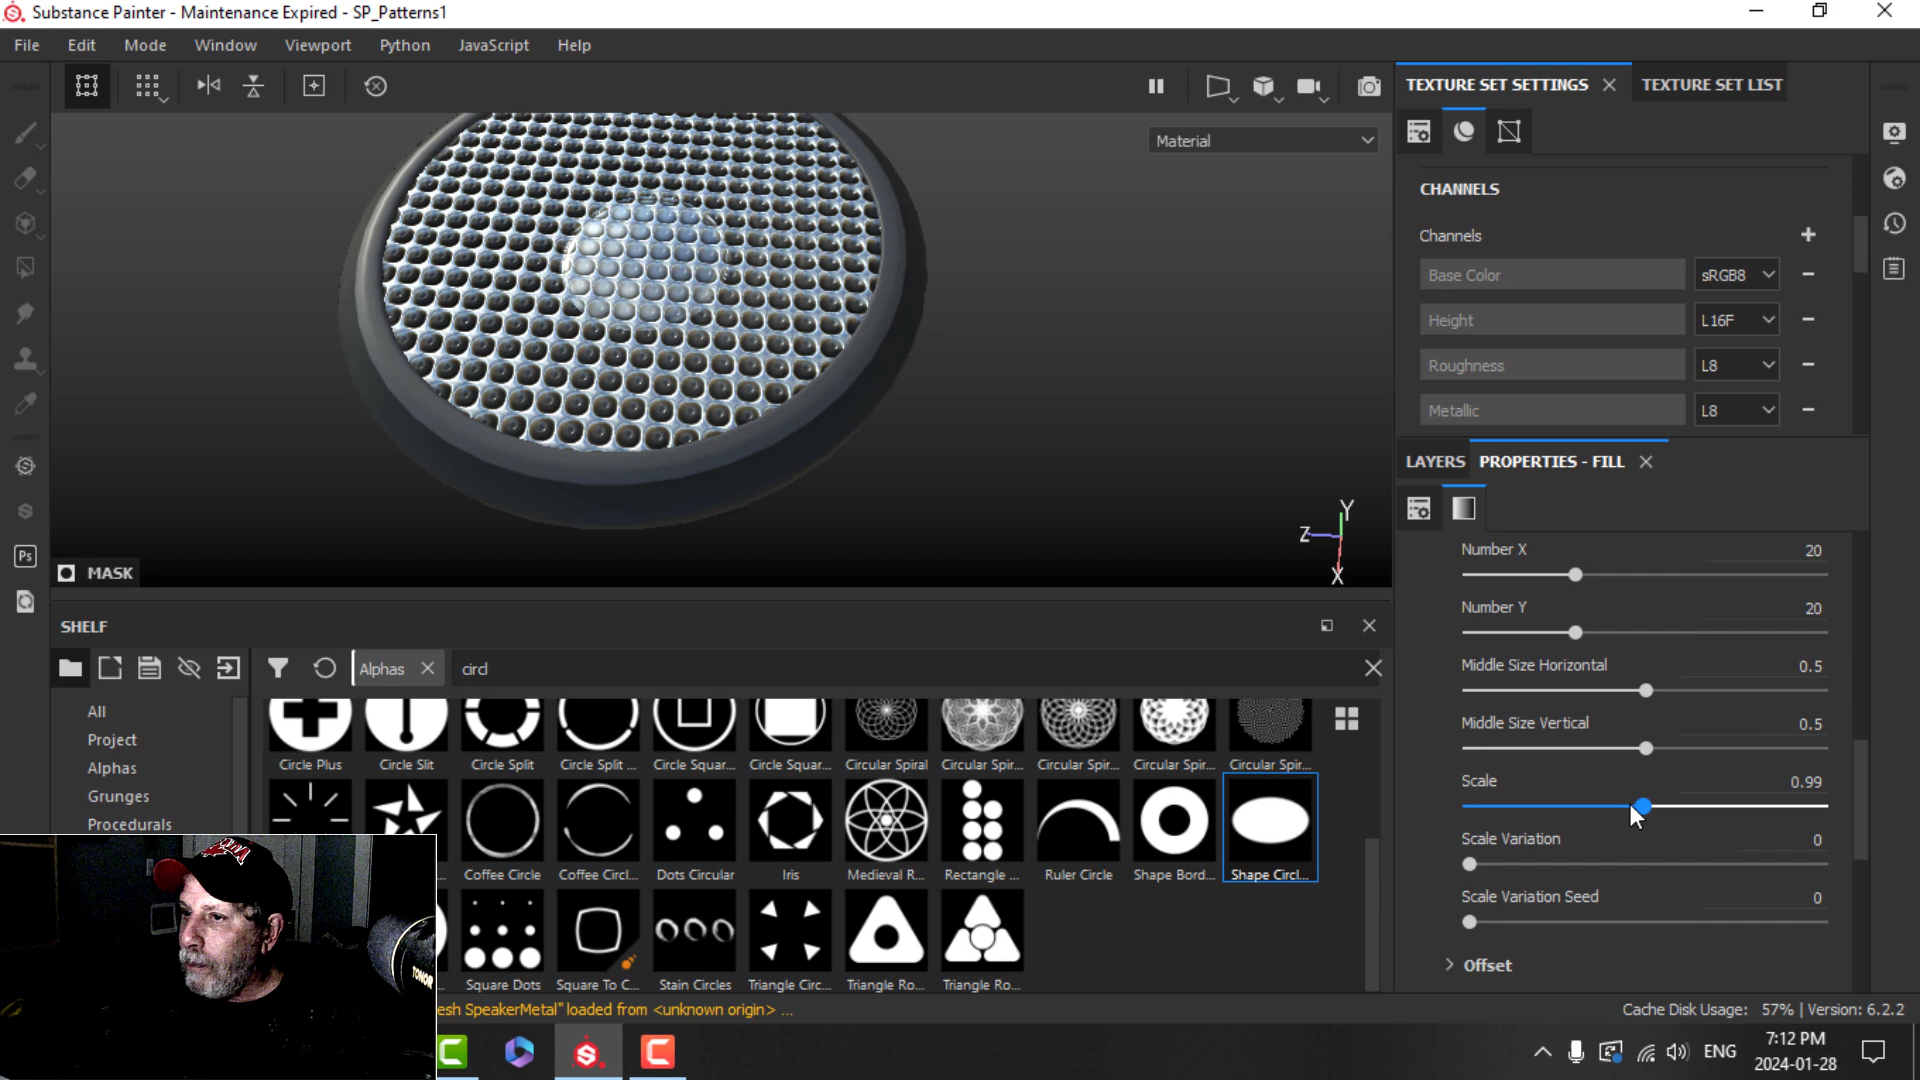 Substance Painter - Maintenance Expired - SP_Patterns1
File Edit Mode Window Viewport Python JavaScript Help
TEXTURE SET SETTINGS TEXTURE SET LIST
Material
CHANNELS
Channels
Base Color sRGB8
Height L16F
Roughness L8
Metallic L8
Y
Z
X
MASK
LAYERS PROPERTIES - FILL
Number X 20
Number Y 20
Middle Size Horizontal 0.5
Middle Size Vertical 0.5
Scale 0.99
Scale Variation 0
Scale Variation Seed 0
Offset
Ps
SHELF
Alphas circl
All
Project
Alphas
Grunges
Procedurals
Circle Plus Circle Slit Circle Split Circle Split ... Circle Squar... Circle Squar... Circular Spiral Circular Spir... Circular Spir... Circular Spir... Circular Spir...
Coffee Circle Coffee Circl... Dots Circular Iris Medieval R... Rectangle ... Ruler Circle Shape Bord... Shape Circl...
Square Dots Square To C... Stain Circles Triangle Circ... Triangle Ro... Triangle Ro...
esh SpeakerMetal" loaded from <unknown origin> ...
Cache Disk Usage: 57% | Version: 6.2.2
TONOR
ENG
7:12 PM
2024-01-28